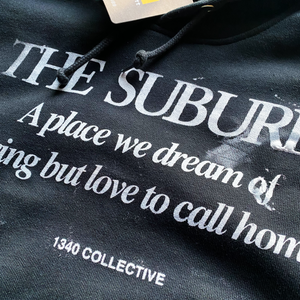 THE SUBURB
A place we dream of
ing but love to call hom
1340 COLLECTIVE